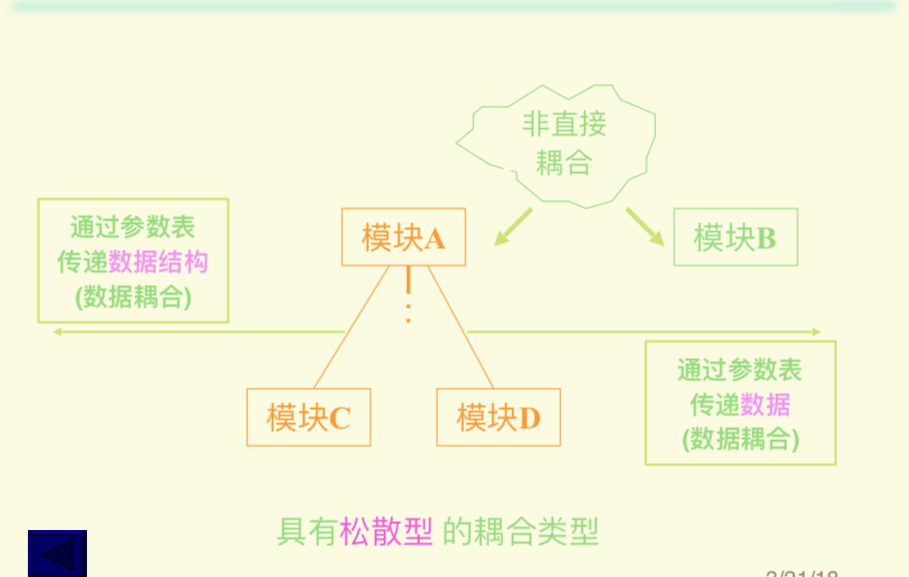 非直接
耦合
通过参数表
传递数据结构
(数据耦合)
模块A
模块B
通过参数表
传递数据
(数据耦合)
模块C
模块D
具有松散型 的耦合类型